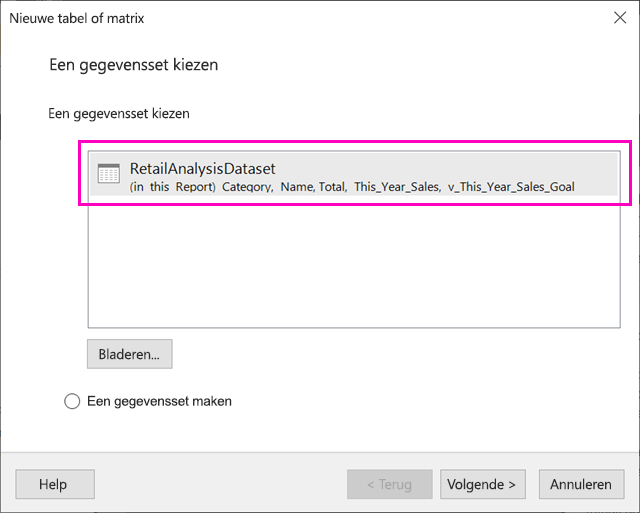 Nieuwe tabel of matrix
Een gegevensset kiezen
Een gegevensset kiezen
RetailAnalysisDataset
(in this Report) Category, Name, Total, This_Year_Sales, v_This_Year_Sales_Goal
Bladeren...
Een gegevensset maken
Help
< Terug
Volgende >
Annuleren